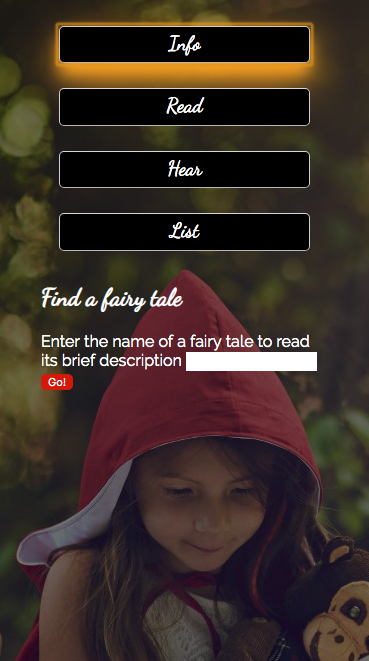 Info
Read
Hear
List
Find a fairy tale
Enter the name of a fairy tale to read
its brief description
Go!